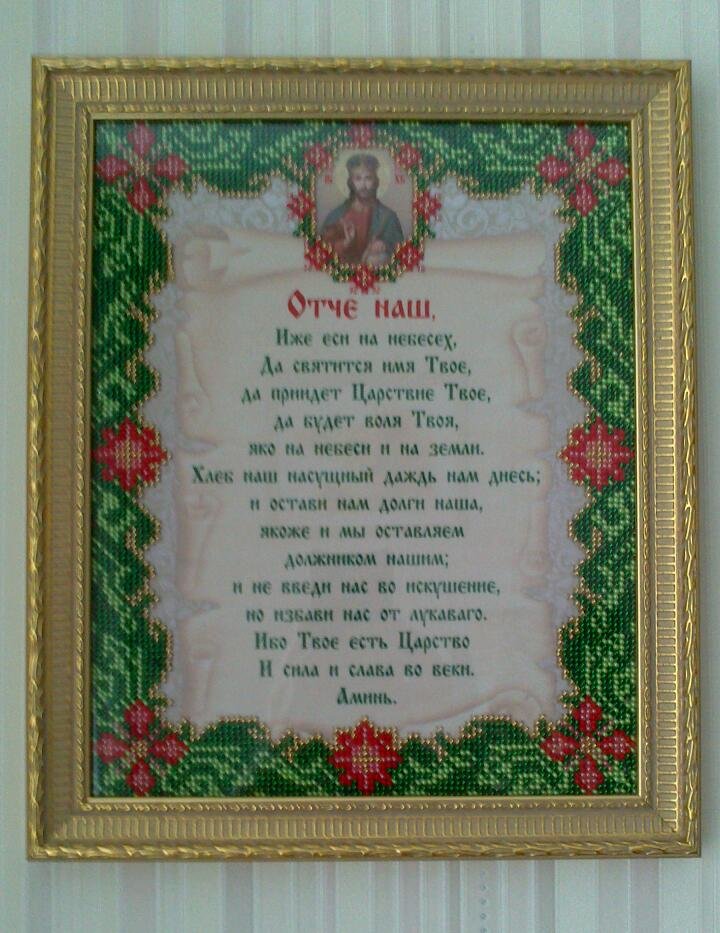 Отче наш,
Иже еси на небесех,
Да святится имя Твое,
да приидет Царствие Твое,
да будет воля Твоя,
яко на небеси и на земли.
Хлеб наш насущный даждь нам днесь;
и остави нам долги наша,
якоже и мы оставляем
должником нашим;
и не введи нас во искушение,
но избави нас от лукаваго.
Ибо Твое есть Царство
И сила и слава во веки.
Аминь.